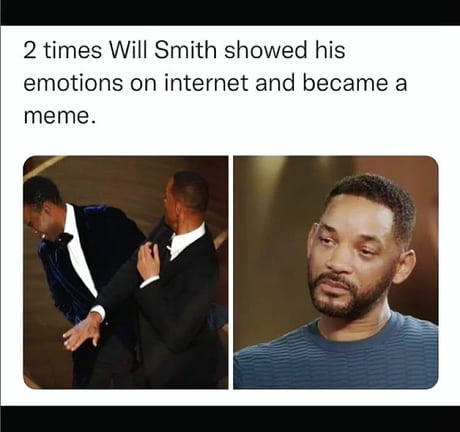 2 times Will Smith showed his
emotions on internet and became a
meme.